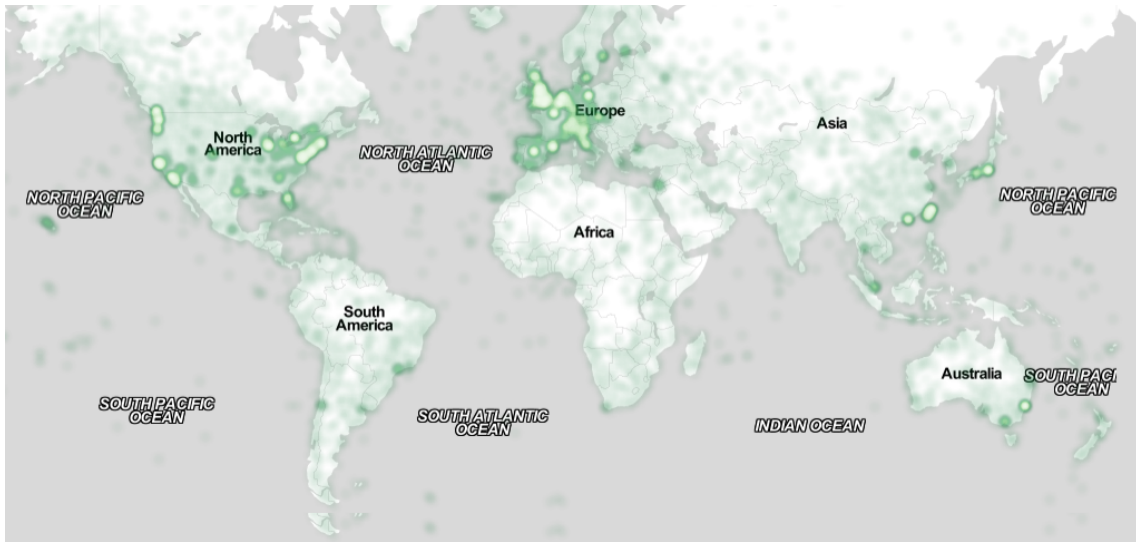 Europe
Asia
North
America
NORTH ATLANTIC
OCEAN
NORTH PACIFIC
OCEAN
NORTH PACIFIC
OCEAN
Africa
South
America
Australia
SOUTH PACI
OCEAN
SOUTH PACIFIC
OCEAN
SOUTH ATLANTIC
OCEAN
INDIAN OCEAN